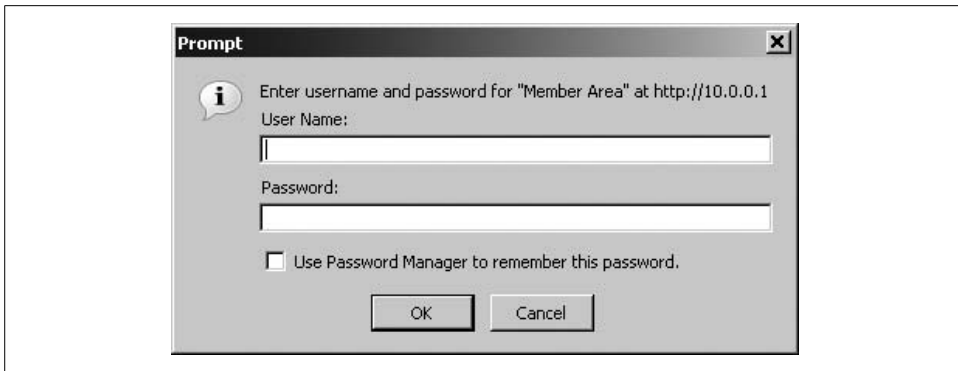 Prompt
Enter username and password for "Member Area" at http://10.0.0.1
User Name:
Password:
Use Password Manager to remember this password.
OK
Cancel